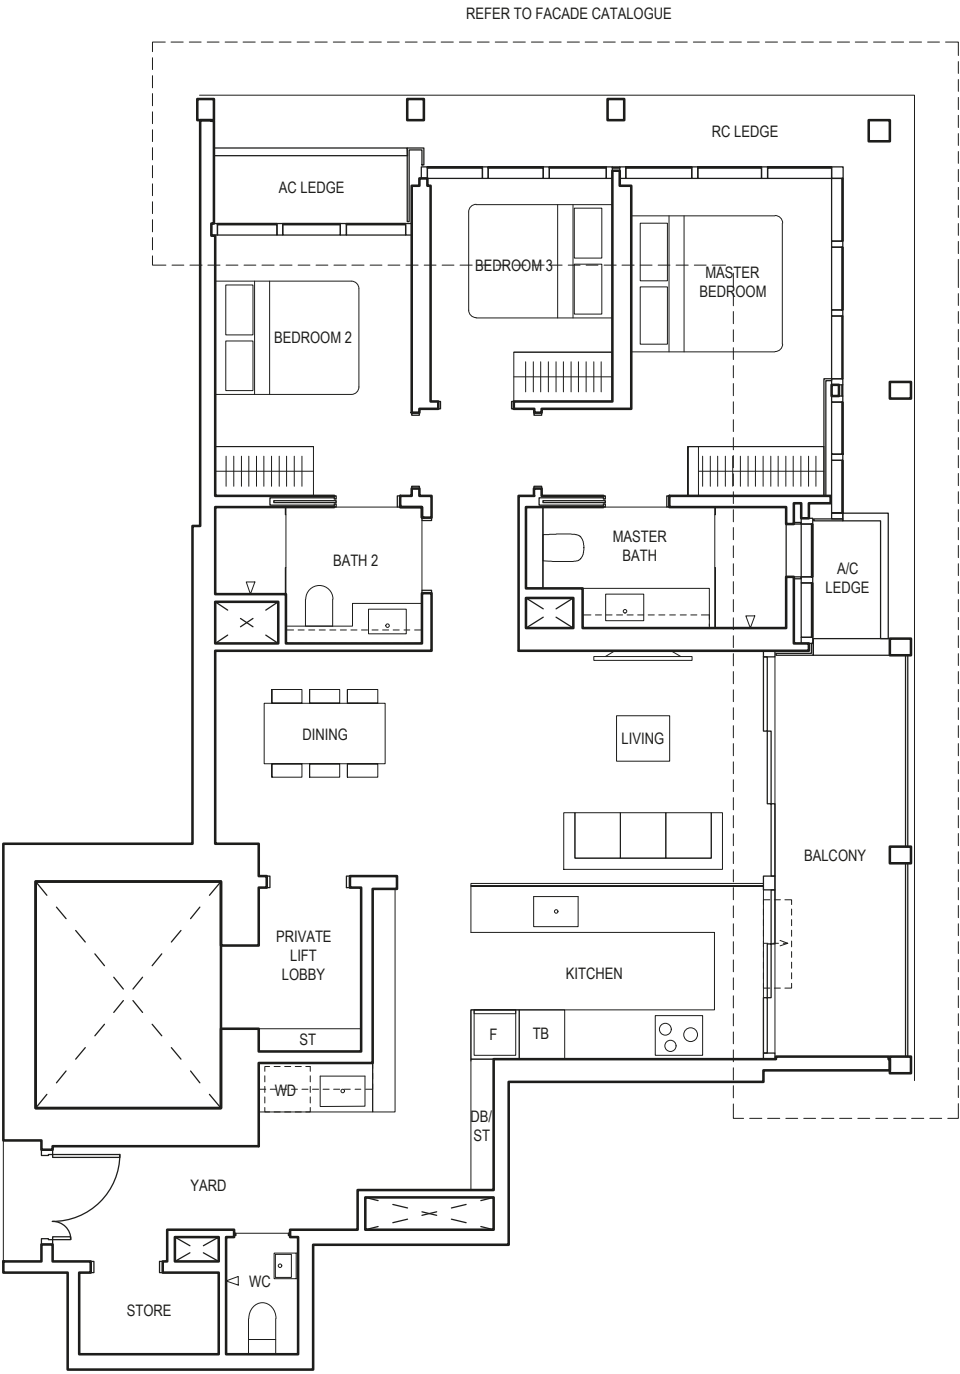 REFER TO FACADE CATALOGUE
RC LEDGE
AC LEDGE
BEDROOM 3
MASTER
BEDROOM
BEDROOM 2
MASTER
BATH
BATH 2
A/C
LEDGE
DINING
LIVING
BALCONY
PRIVATE
LIFT
LOBBY
KITCHEN
ST
F
TB
WD
DB/
ST
YARD
WC
STORE